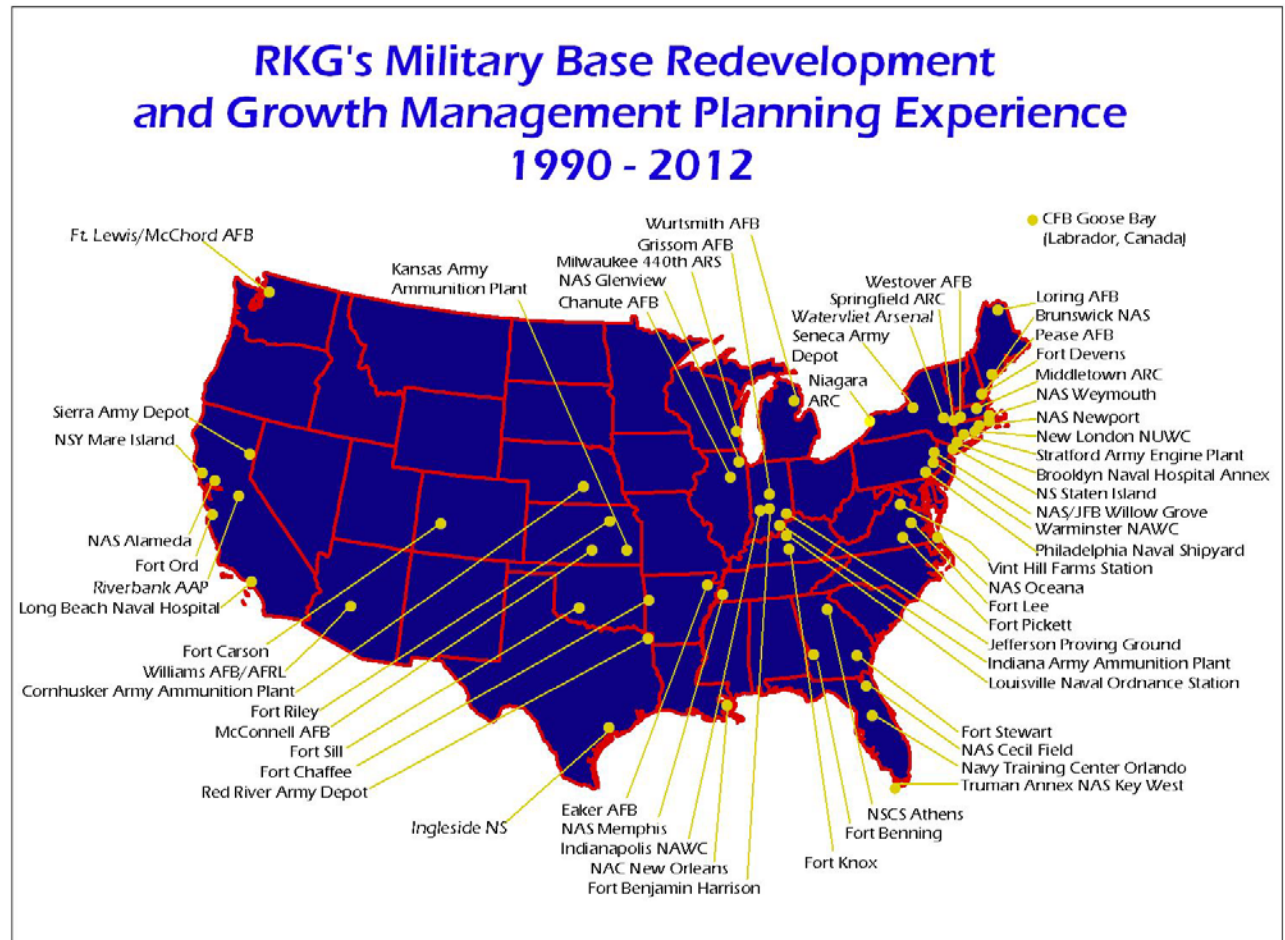 RKG's Military Base Redevelopment
and Growth Management Planning Experience
1990 - 2012
CFB Goose Bay
(Labrador, Canada)
Ft. Lewis/McChord AFB
Kansas Army
Ammunition Plant
Wurtsmith AFB
Grissom AFB
Milwaukee 440th ARS
NAS Glenview
Chanute AFB
Westover AFB
Springfield ARC
Watervliet Arsenal
Seneca Army
Depot
Niagara
ARC
Loring AFB
Brunswick NAS
Pease AFB
Fort Devens
Middletown ARC
NAS Weymouth
NAS Newport
New London NUWC
Stratford Army Engine Plant
Brooklyn Naval Hospital Annex
NS Staten Island
NAS/JFB Willow Grove
Warminster NAWC
Philadelphia Naval Shipyard
Vint Hill Farms Station
NAS Oceana
Fort Lee
Fort Pickett
Jefferson Proving Ground
Indiana Army Ammunition Plant
Louisville Naval Ordnance Station
Sierra Army Depot
NSY Mare Island
NAS Alameda
Fort Ord
Riverbank AAP
Long Beach Naval Hospital
Fort Carson
Williams AFB/AFRL
Cornhusker Army Ammunition Plant
Fort Riley
McConnell AFB
Fort Sill
Fort Chaffee
Red River Army Depot
Ingleside NS
Eaker AFB
NAS Memphis
Indianapolis NAWC
NAC New Orleans
Fort Benjamin Harrison
Fort Knox
Fort Benning
NSCS Athens
Fort Stewart
NAS Cecil Field
Navy Training Center Orlando
Truman Annex NAS Key West